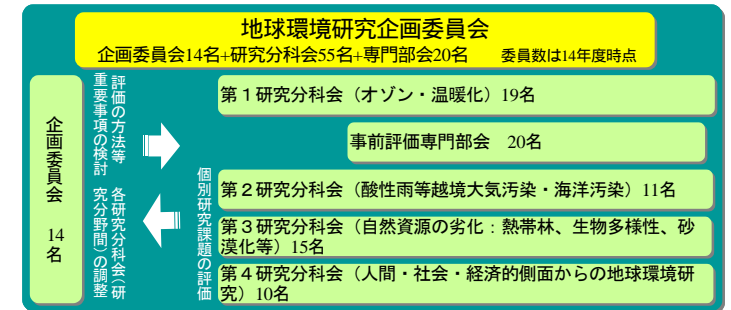 地球環境研究企画委員会
企画委員会14名+研究分科会55名+専門部会20名　委員数は14年度時点
企画委員会　14名
評価の方法等
重要事項の検討
各研究分科会（研
究分野間）の調整
個別研究課題の評価
第１研究分科会（オゾン・温暖化）19名
事前評価専門部会　20名
第２研究分科会（酸性雨等越境大気汚染・海洋汚染）11名
第３研究分科会（自然資源の劣化：熱帯林、生物多様性、砂
漠化等）15名
第４研究分科会（人間・社会・経済的側面からの地球環境研
究）10名